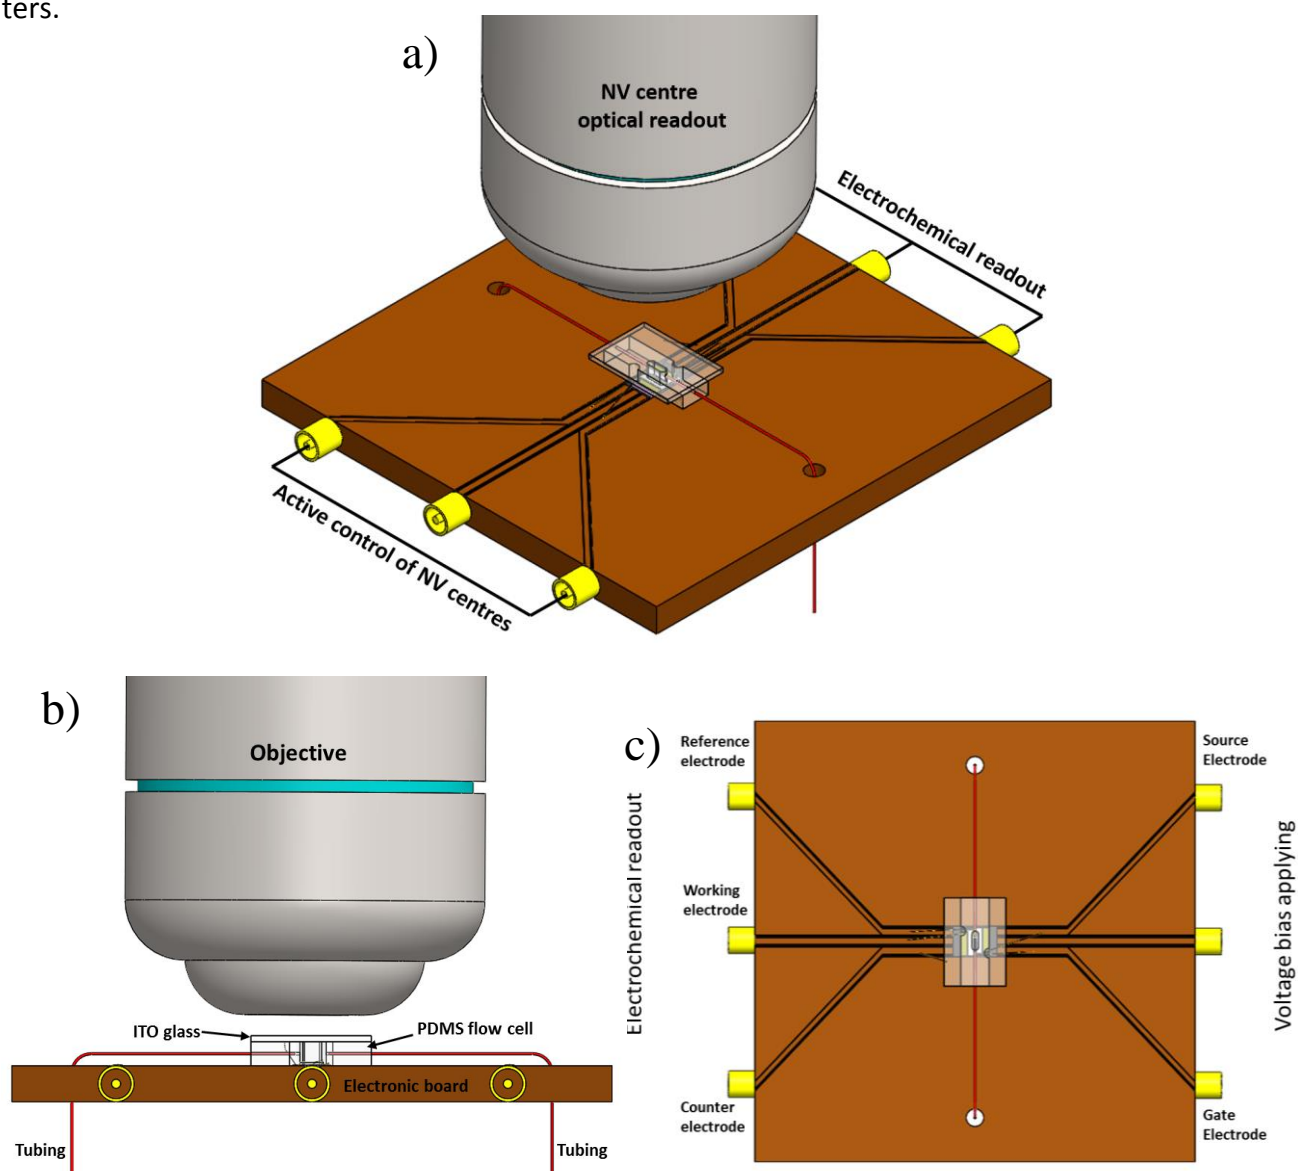 ters.
a)
NV centre
optical readout
Electrochemical readout
Active control of NV centres
b)
Objective
ITO glass
PDMS flow cell
Electronic board
Tubing
Tubing
c)
Reference
electrode
Source
Electrode
Electrochemical readout
Working
electrode
Voltage bias applying
Counter
electrode
Gate
Electrode